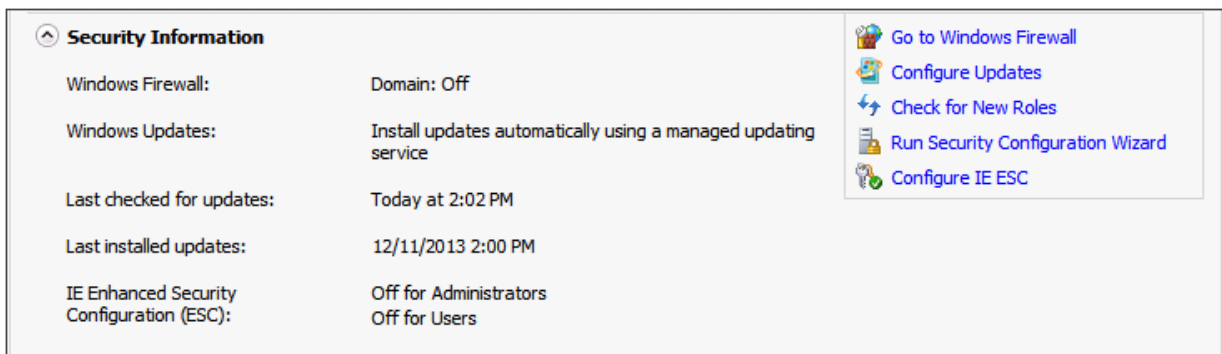 Security Information
Windows Firewall: Domain: Off
Windows Updates: Install updates automatically using a managed updating
service
Last checked for updates: Today at 2:02 PM
Last installed updates: 12/11/2013 2:00 PM
IE Enhanced Security Off for Administrators
Configuration (ESC): Off for Users
Go to Windows Firewall
Configure Updates
Check for New Roles
Run Security Configuration Wizard
Configure IE ESC